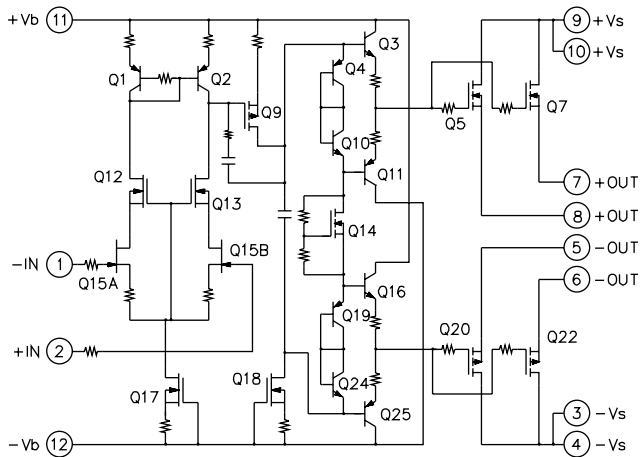 +Vb 11
Q3
9 +Vs
10 +Vs
Q1
Q2
Q4
Q9
Q5
Q7
Q10
Q12
Q13
Q11
7 +OUT
8 +OUT
Q14
5 -OUT
Q15B
-IN 1
Q15A
6 -OUT
Q16
Q19
Q20
Q22
+IN 2
Q17
Q18
Q24
Q25
3 -Vs
-Vb 12
4 -Vs